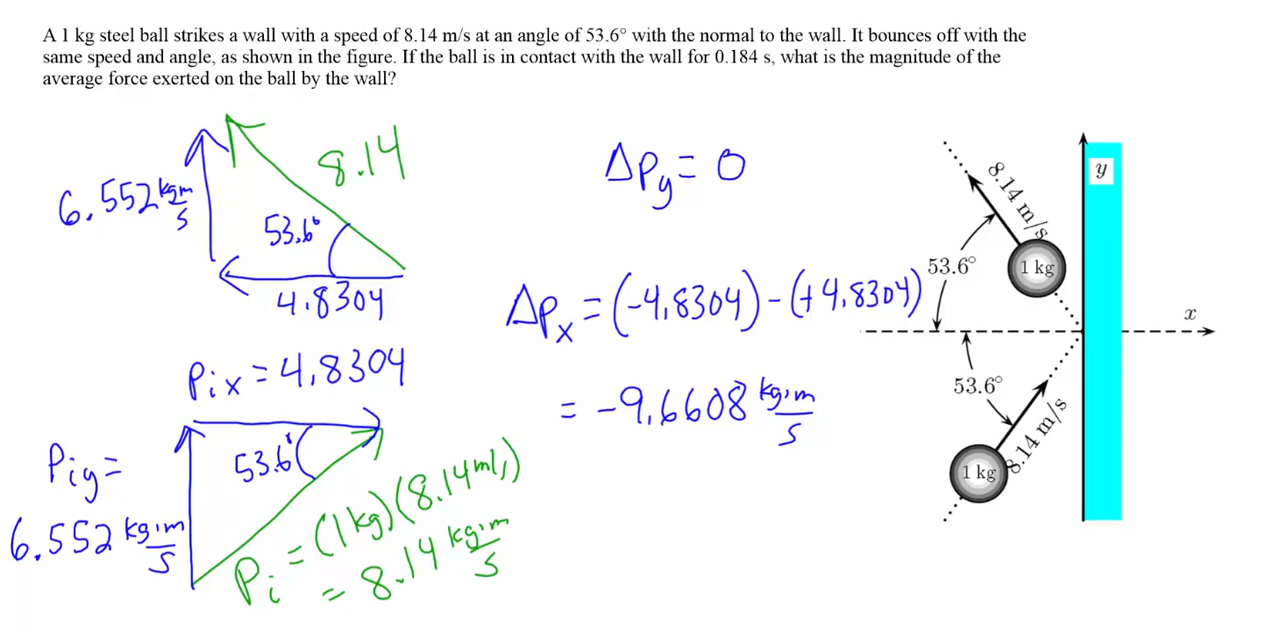 A 1 kg steel ball strikes a wall with a speed of 8.14 m/s at an angle of 53.6° with the normal to the wall. It bounces off with the
same speed and angle, as shown in the figure. If the ball is in contact with the wall for 0.184 s, what is the magnitude of the
average force exerted on the ball by the wall?
8.14
6.552 kgm/s
53.6°
4.8304
Pix = 4.8304
Piy =
6.552 kg·m/s
53.6°
Pi = (1kg)(8.14m/s)
= 8.14 kg·m/s
ΔPy = 0
ΔPx = (-4.8304) - (+4.8304)
= -9.6608 kg·m/s
y
8.14 m/s
1 kg
53.6°
x
53.6°
8.14 m/s
1 kg